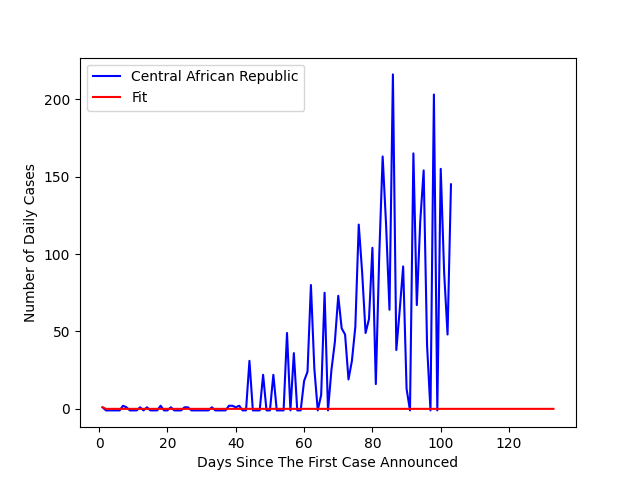 Central African Republic
Fit
Number of Daily Cases
200
150
100
50
0
0 20 40 60 80 100 120
Days Since The First Case Announced